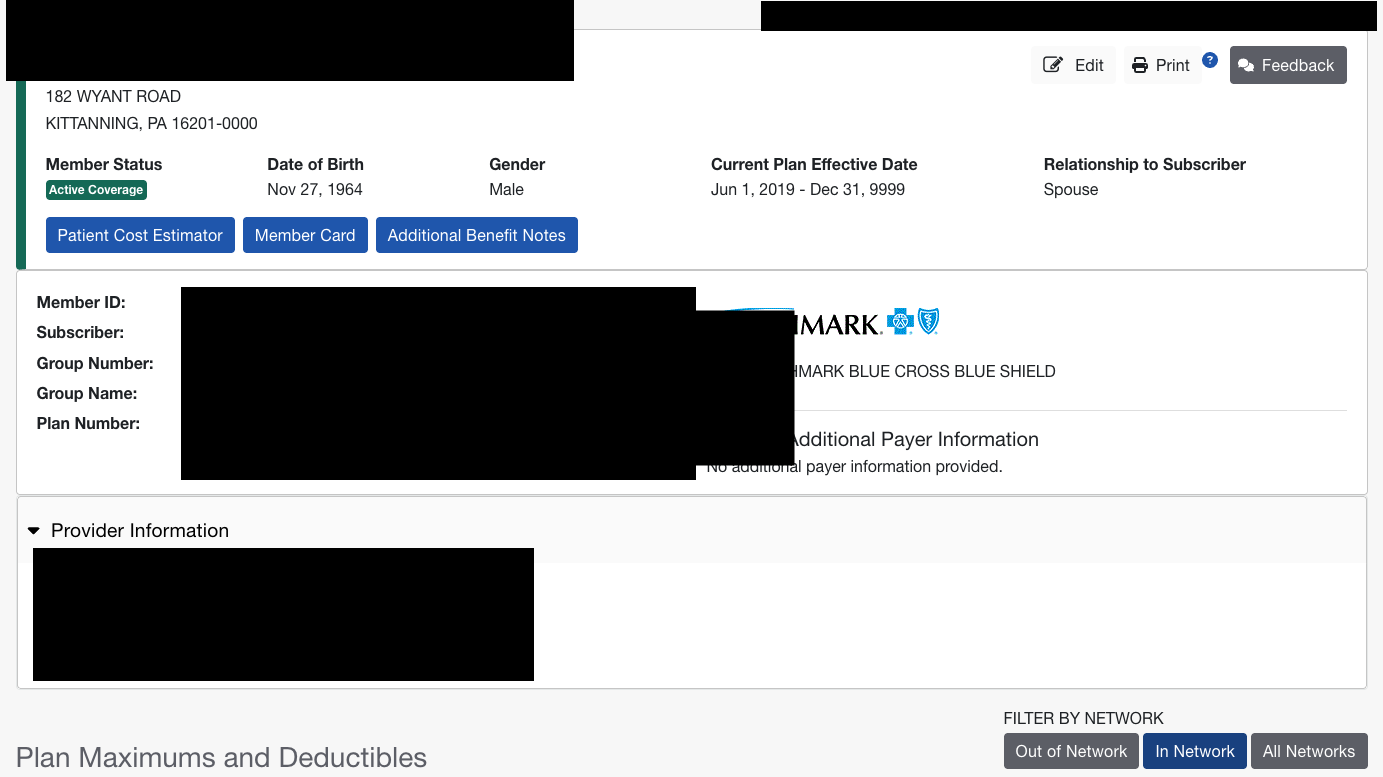 Edit Print ? Feedback
182 WYANT ROAD
KITTANNING, PA 16201-0000
Member Status Date of Birth Gender Current Plan Effective Date Relationship to Subscriber
Active Coverage Nov 27, 1964 Male Jun 1, 2019 - Dec 31, 9999 Spouse
Patient Cost Estimator Member Card Additional Benefit Notes
Member ID:
Subscriber:
Group Number:
Group Name:
Plan Number:
MARK.
HMARK BLUE CROSS BLUE SHIELD
Additional Payer Information
No additional payer information provided.
Provider Information
FILTER BY NETWORK
Out of Network In Network All Networks
Plan Maximums and Deductibles